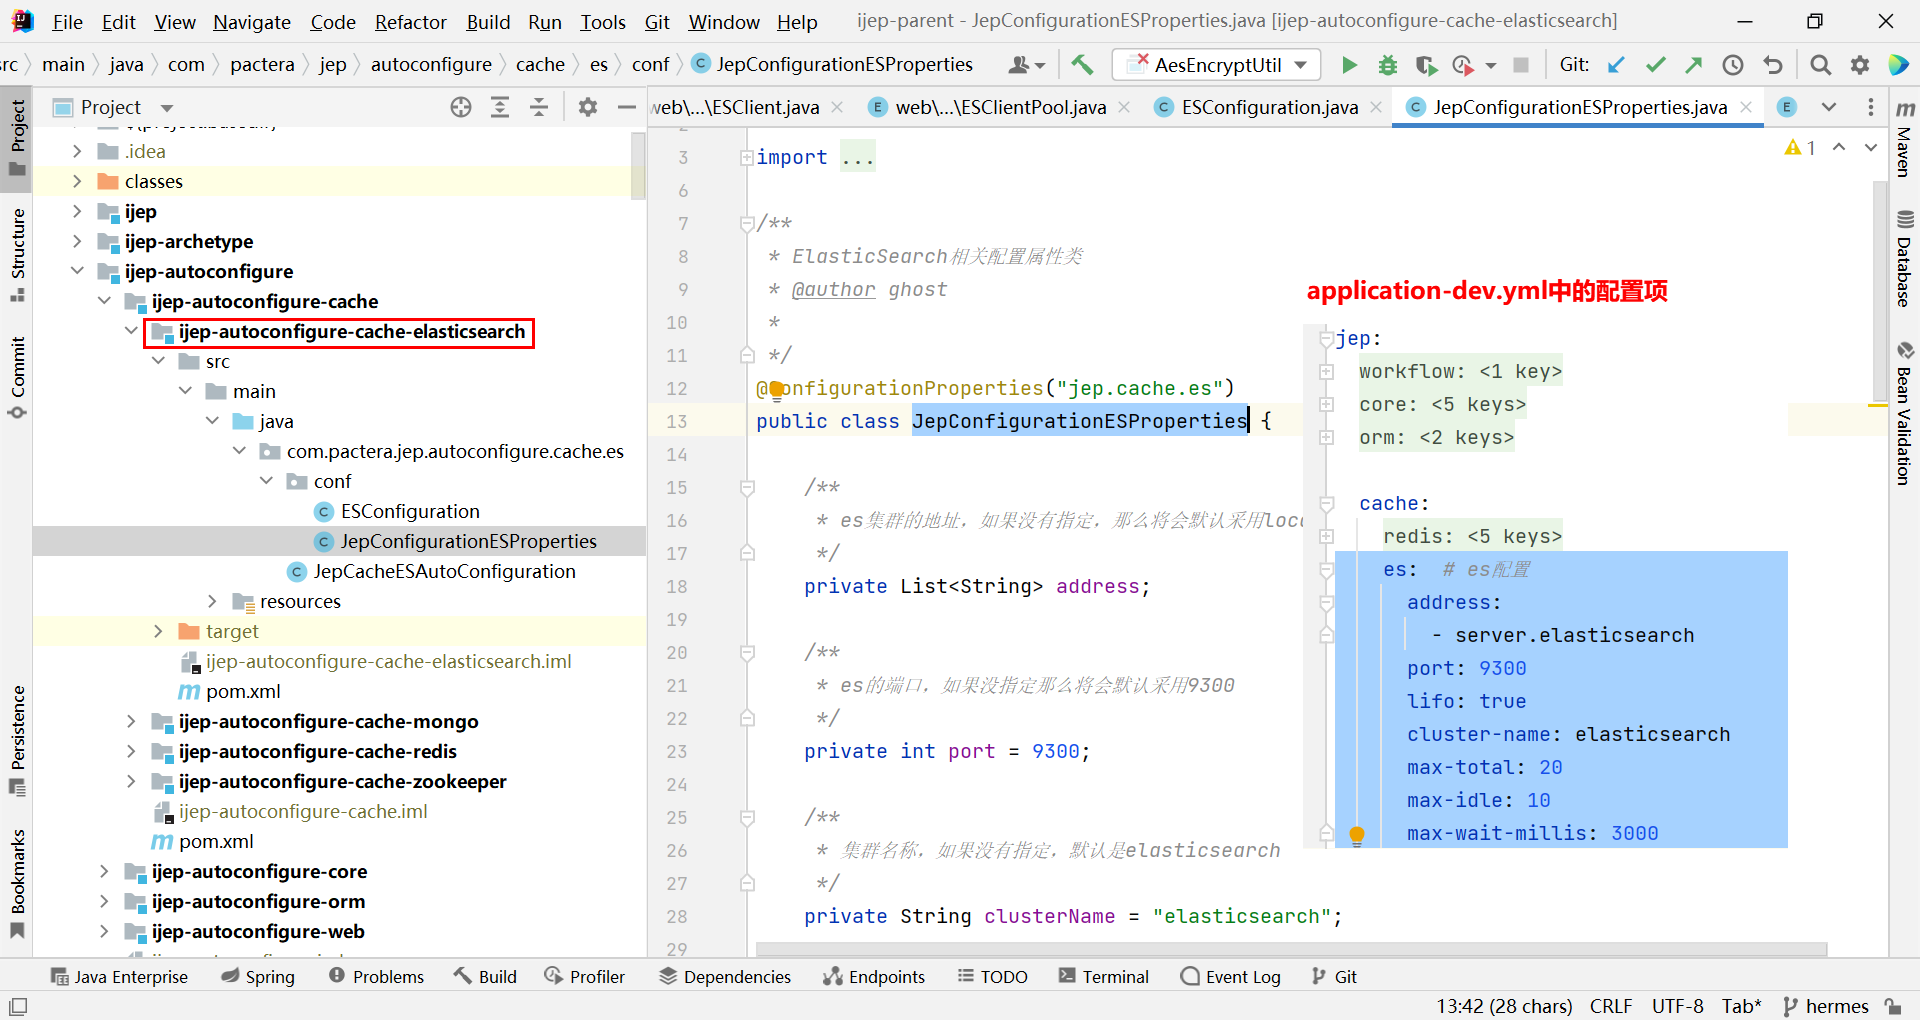 File Edit View Navigate Code Refactor Build Run Tools Git Window Help ijep-parent - JepConfigurationESProperties.java [ijep-autoconfigure-cache-elasticsearch]
src main java com pactera jep autoconfigure cache es conf JepConfigurationESProperties AesEncryptUtil Git:
Project
web\...\ESClient.java web\...\ESClientPool.java ESConfiguration.java JepConfigurationESProperties.java
Project
Structure
Commit
Persistence
Bookmarks
.idea
classes
ijep
ijep-archetype
ijep-autoconfigure
ijep-autoconfigure-cache
ijep-autoconfigure-cache-elasticsearch
src
main
java
com.pactera.jep.autoconfigure.cache.es
conf
ESConfiguration
JepConfigurationESProperties
JepCacheESAutoConfiguration
resources
target
ijep-autoconfigure-cache-elasticsearch.iml
pom.xml
ijep-autoconfigure-cache-mongo
ijep-autoconfigure-cache-redis
ijep-autoconfigure-cache-zookeeper
ijep-autoconfigure-cache.iml
pom.xml
ijep-autoconfigure-core
ijep-autoconfigure-orm
ijep-autoconfigure-web
1
3 import ...
6
7 /**
8 * ElasticSearch相关配置属性类
9 * @author ghost
10 *
11 */
12 @ConfigurationProperties("jep.cache.es")
13 public class JepConfigurationESProperties {
14
15 /**
16 * es集群的地址，如果没有指定，那么将会默认采用loc
17 */
18 private List<String> address;
19
20 /**
21 * es的端口，如果没指定那么将会默认采用9300
22 */
23 private int port = 9300;
24
25 /**
26 * 集群名称，如果没有指定，默认是elasticsearch
27 */
28 private String clusterName = "elasticsearch";
29
application-dev.yml中的配置项
jep:
workflow: <1 key>
core: <5 keys>
orm: <2 keys>
cache:
redis: <5 keys>
es: # es配置
address:
- server.elasticsearch
port: 9300
lifo: true
cluster-name: elasticsearch
max-total: 20
max-idle: 10
max-wait-millis: 3000
Maven
Database
Bean Validation
Java Enterprise Spring Problems Build Profiler Dependencies Endpoints TODO Terminal Event Log Git
13:42 (28 chars) CRLF UTF-8 Tab* hermes